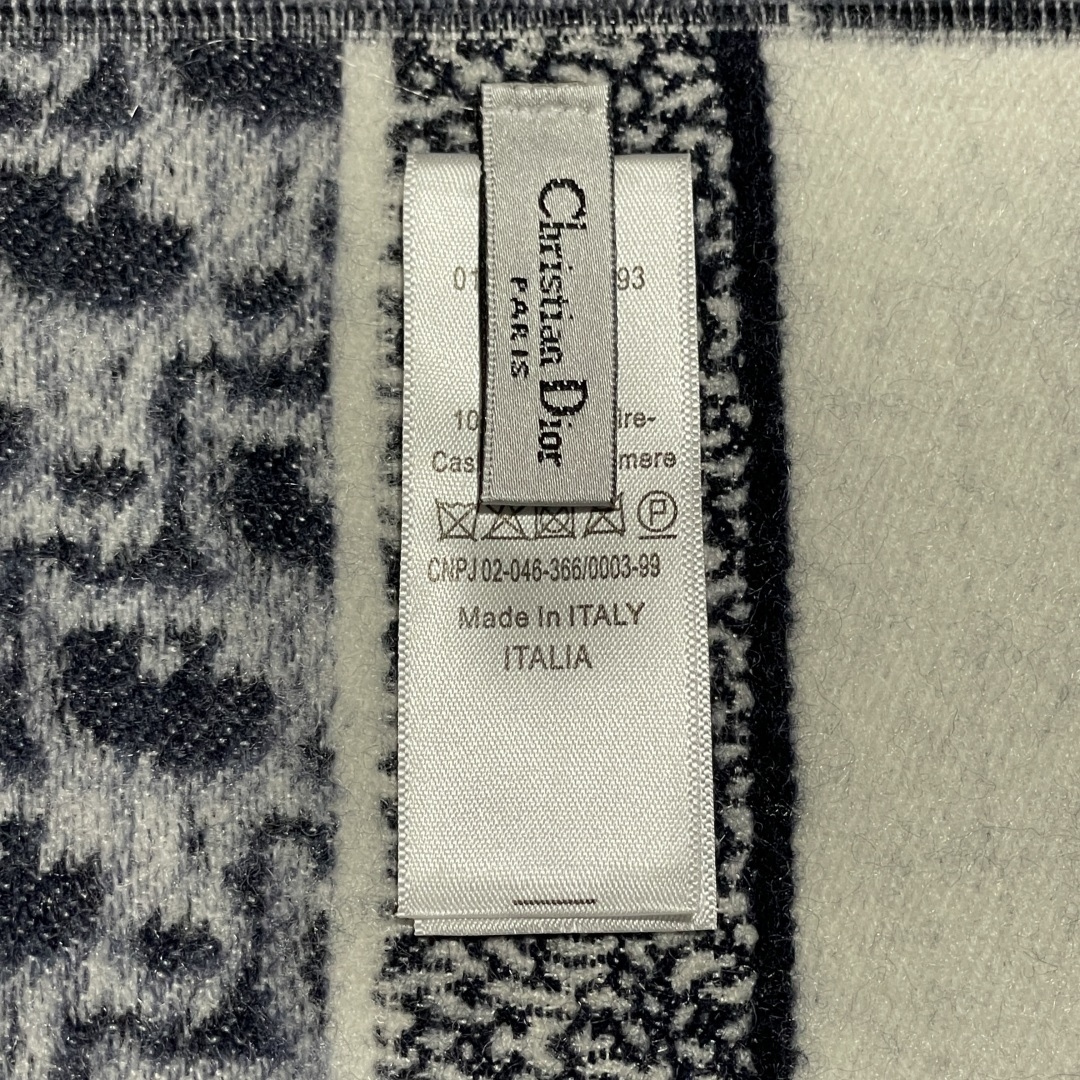 Christian Dior
PARIS
01 93
10 ire-
Cas mere
P
CNPJ 02-046-366/0003-99
Made in ITALY
ITALIA